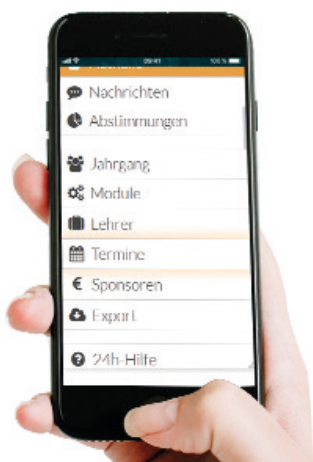 09:41
100 %
Nachrichten
Abstimmungen
Jahrgang
Module
Lehrer
Termine
€ Sponsoren
Export
24h-Hilfe